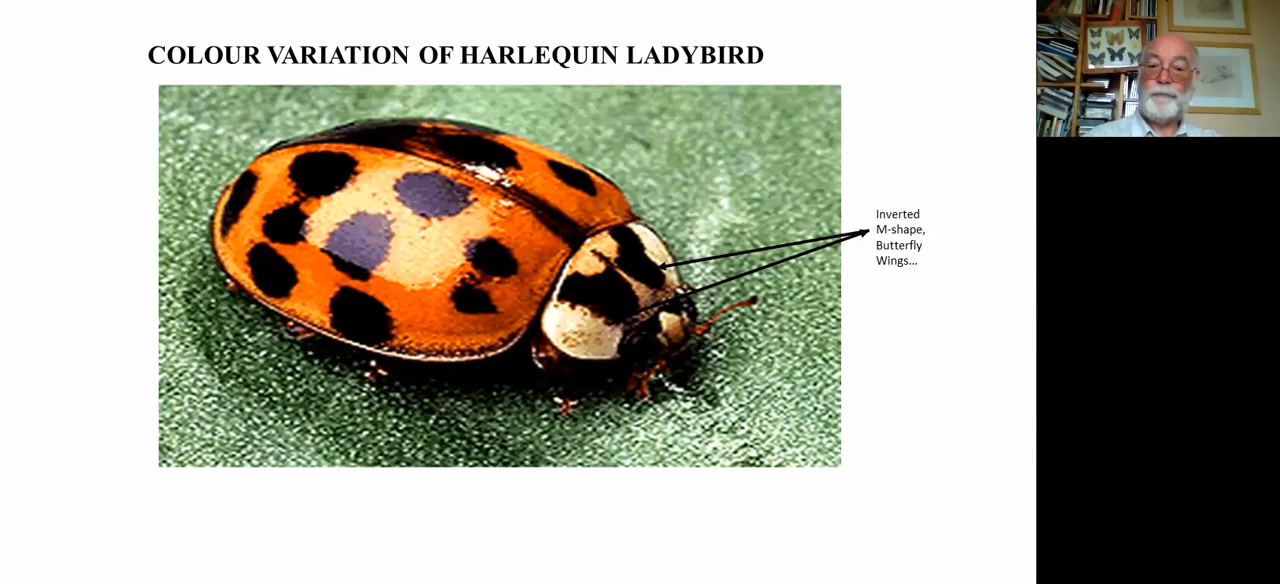 COLOUR VARIATION OF HARLEQUIN LADYBIRD
Inverted
M-shape,
Butterfly
Wings...